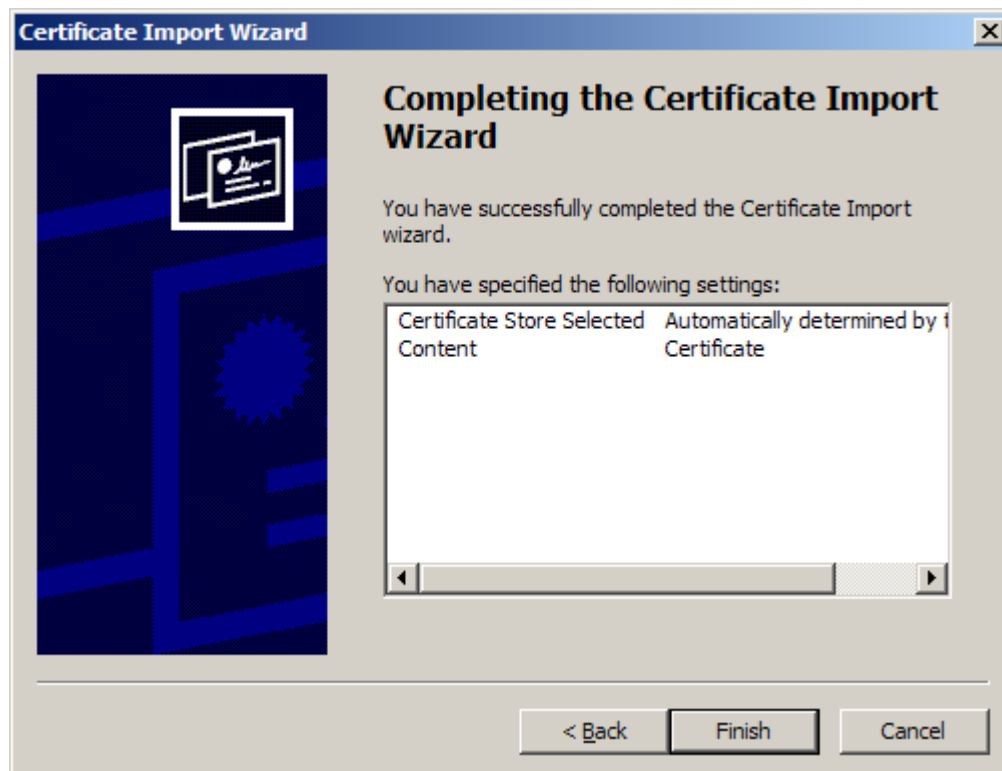 Certificate Import Wizard
Completing the Certificate Import
Wizard
You have successfully completed the Certificate Import
wizard.
You have specified the following settings:
Certificate Store Selected Automatically determined by t
Content Certificate
< Back Finish Cancel